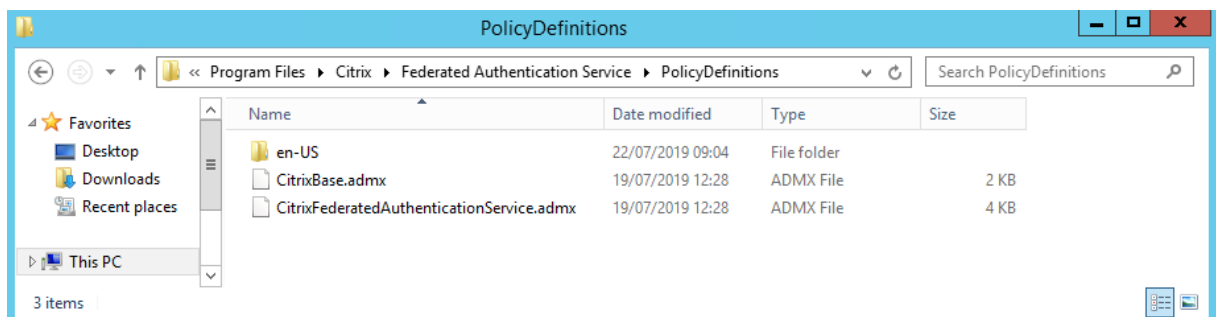 PolicyDefinitions
« Program Files Citrix Federated Authentication Service PolicyDefinitions Search PolicyDefinitions
Favorites
Desktop
Downloads
Recent places
This PC
Name Date modified Type Size
en-US 22/07/2019 09:04 File folder
CitrixBase.admx 19/07/2019 12:28 ADMX File 2 KB
CitrixFederatedAuthenticationService.admx 19/07/2019 12:28 ADMX File 4 KB
3 items